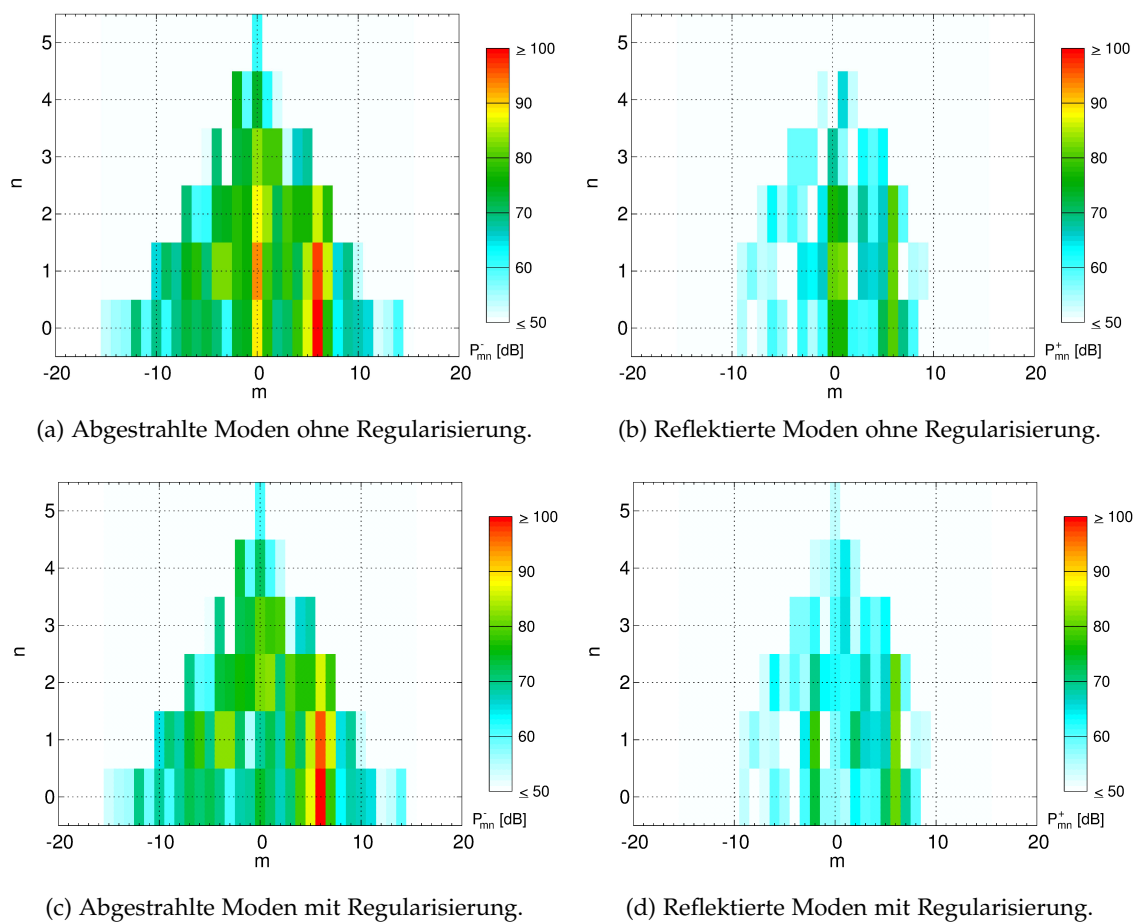 5
4
3
2
1
0
n
-20 -10 0 10 20
m
≥ 100
90
80
70
60
≤ 50
P⁻mn [dB]
5
4
3
2
1
0
n
-20 -10 0 10 20
m
≥ 100
90
80
70
60
≤ 50
P⁺mn [dB]
(a) Abgestrahlte Moden ohne Regularisierung.
(b) Reflektierte Moden ohne Regularisierung.
5
4
3
2
1
0
n
-20 -10 0 10 20
m
≥ 100
90
80
70
60
≤ 50
P⁻mn [dB]
5
4
3
2
1
0
n
-20 -10 0 10 20
m
≥ 100
90
80
70
60
≤ 50
P⁺mn [dB]
(c) Abgestrahlte Moden mit Regularisierung.
(d) Reflektierte Moden mit Regularisierung.